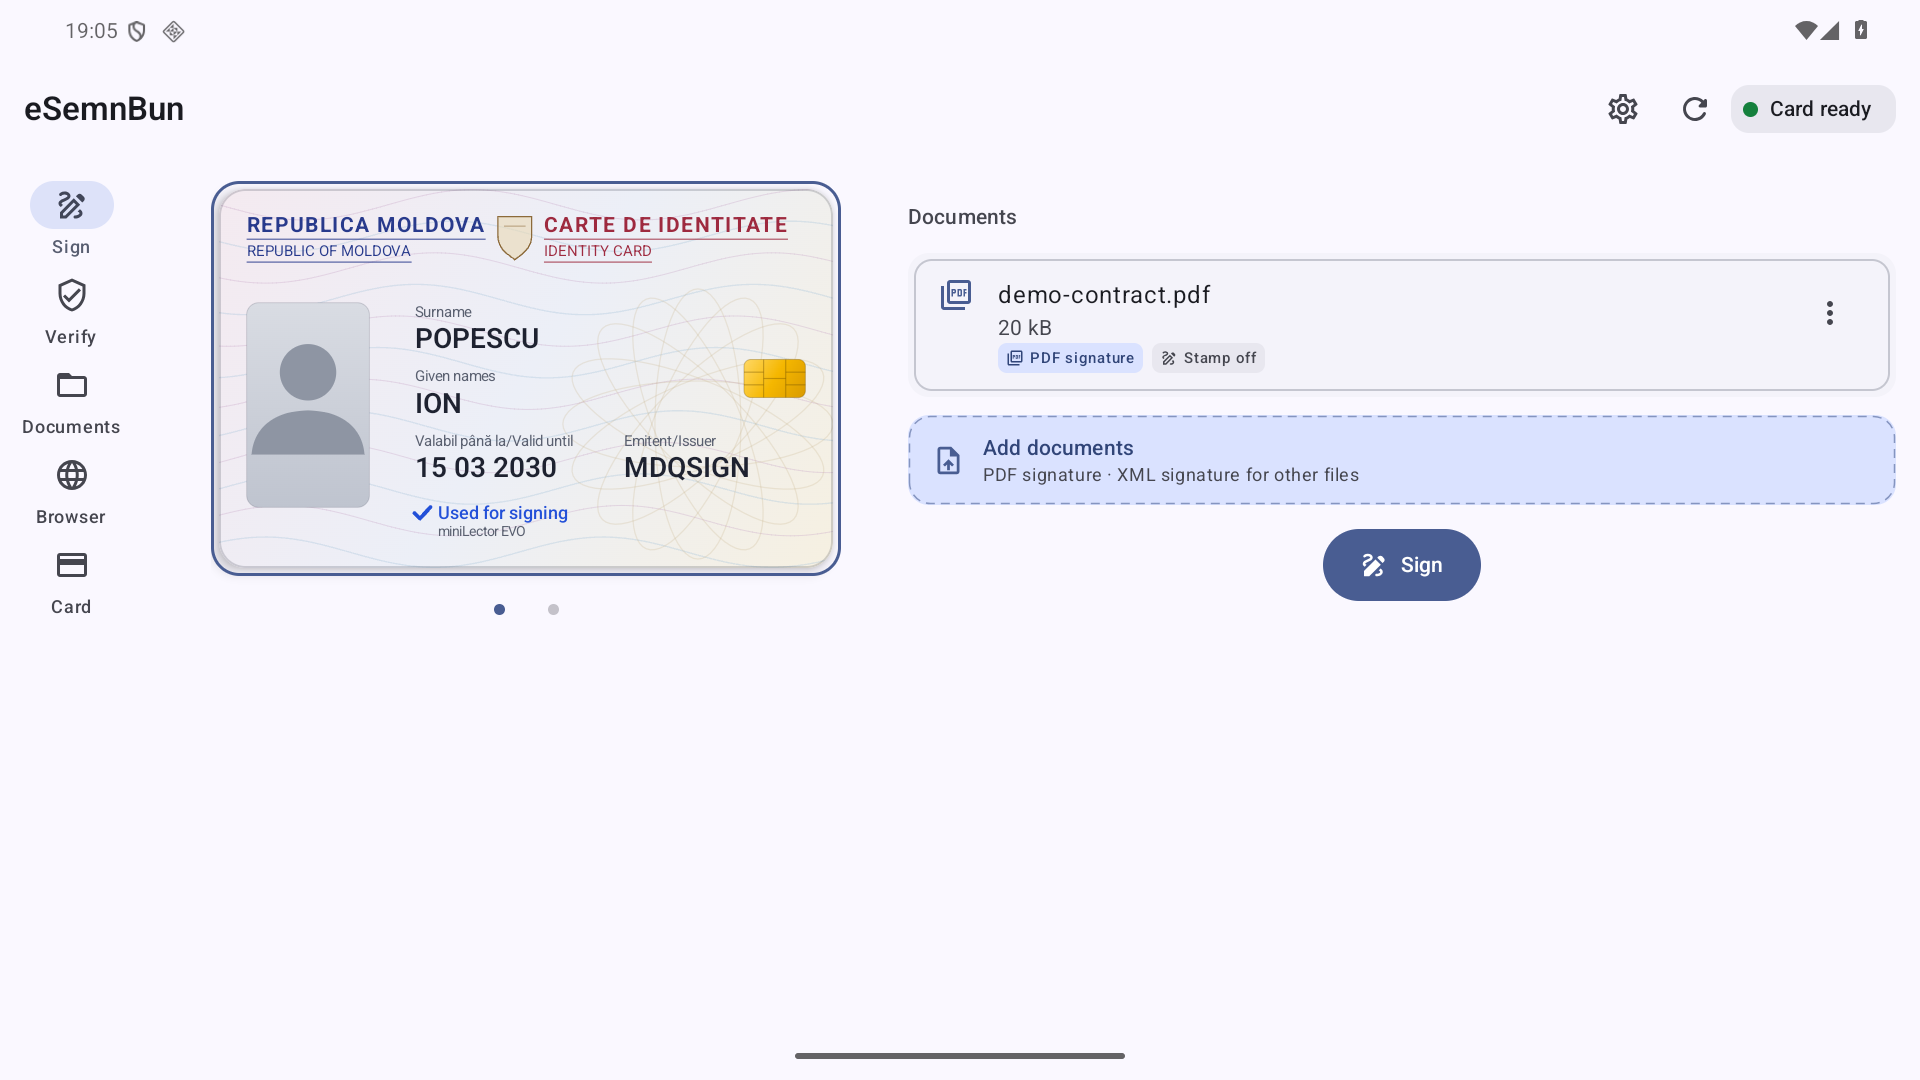 19:05
eSemnBun
Card ready
Sign
Verify
Documents
Browser
Card
REPUBLICA MOLDOVA
REPUBLIC OF MOLDOVA
CARTE DE IDENTITATE
IDENTITY CARD
Surname
POPESCU
Given names
ION
Valabil până la/Valid until
15 03 2030
Emitent/Issuer
MDQSIGN
Used for signing
miniLector EVO
Documents
PDF
demo-contract.pdf
20 kB
PDF signature
Stamp off
Add documents
PDF signature · XML signature for other files
Sign